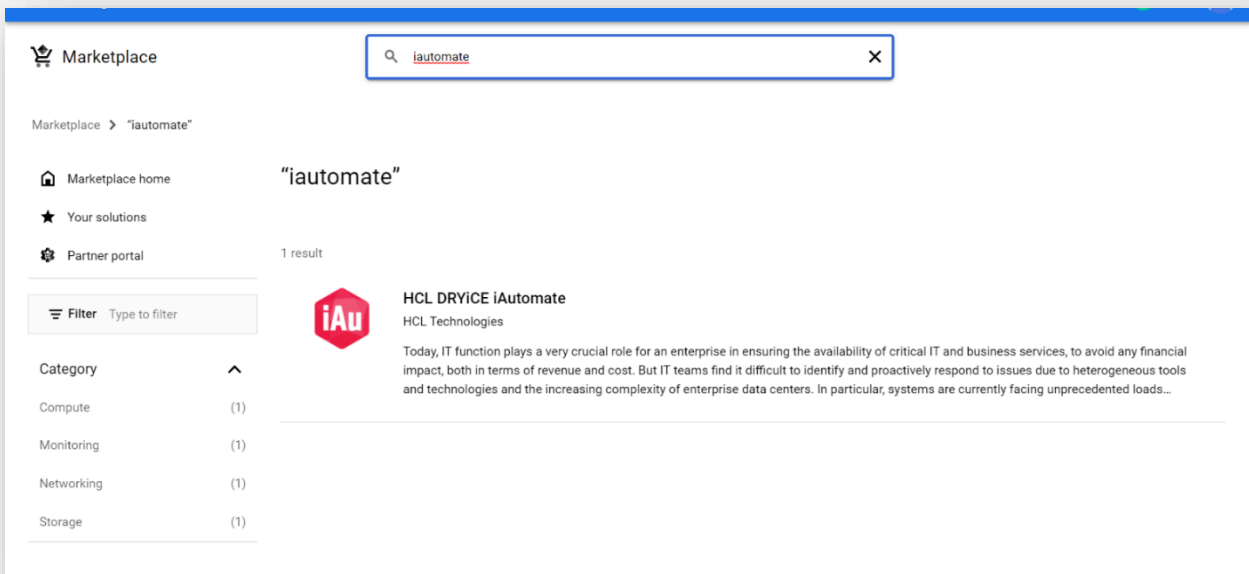 Marketplace
iautomate
Marketplace > "iautomate"
Marketplace home
Your solutions
Partner portal
Filter Type to filter
Category
Compute (1)
Monitoring (1)
Networking (1)
Storage (1)
“iautomate”
1 result
iAu
HCL DRYiCE iAutomate
HCL Technologies
Today, IT function plays a very crucial role for an enterprise in ensuring the availability of critical IT and business services, to avoid any financial
impact, both in terms of revenue and cost. But IT teams find it difficult to identify and proactively respond to issues due to heterogeneous tools
and technologies and the increasing complexity of enterprise data centers. In particular, systems are currently facing unprecedented loads...